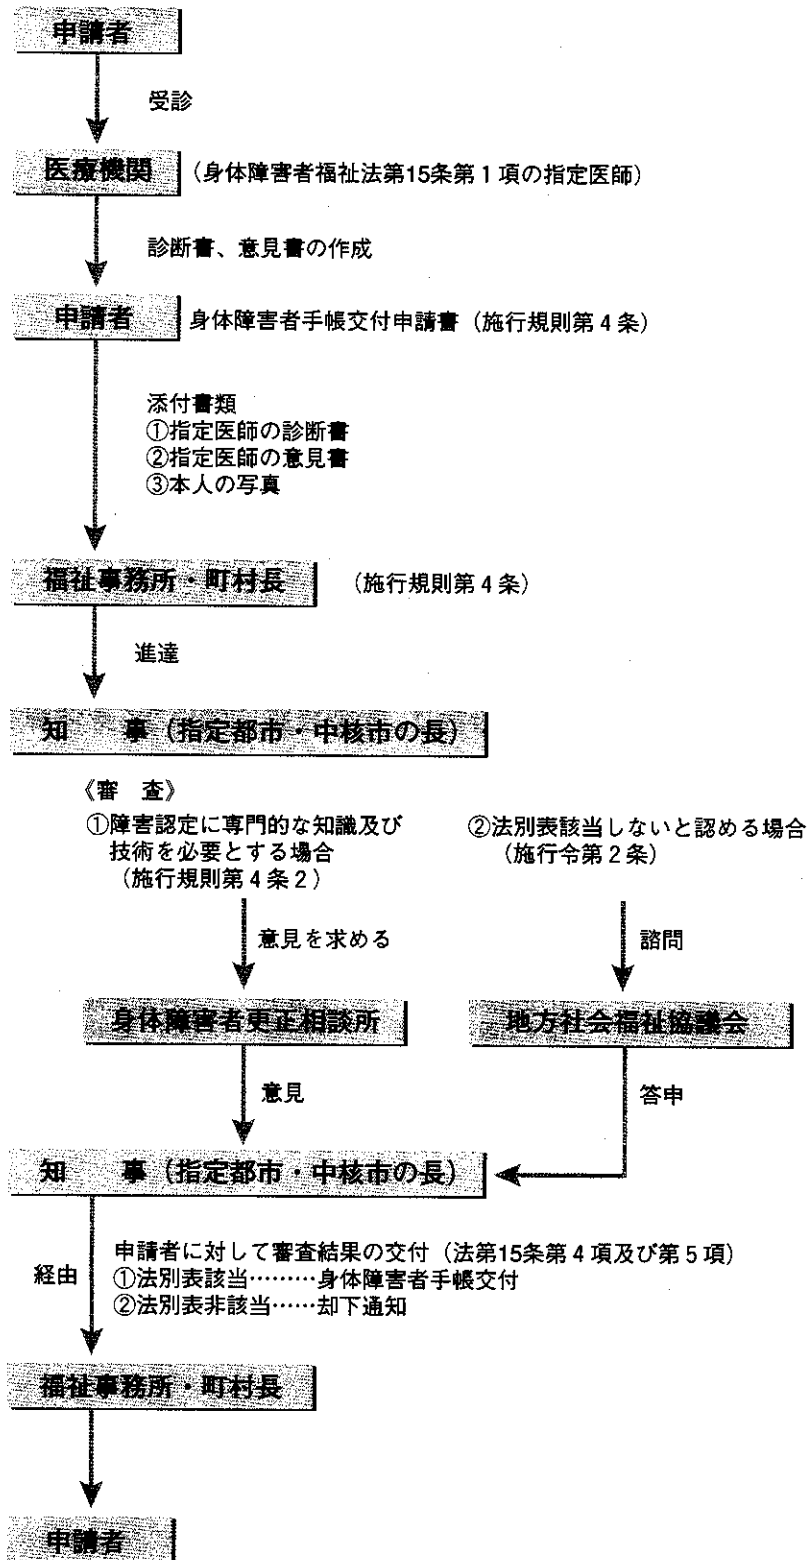 申請者
受診
医療機関 (身体障害者福祉法第15条第1項の指定医師)
診断書、意見書の作成
申請者 身体障害者手帳交付申請書(施行規則第4条)
添付書類
①指定医師の診断書
②指定医師の意見書
③本人の写真
福祉事務所・町村長 (施行規則第4条)
進達
知 事(指定都市・中核市の長)
《審 査》
①障害認定に専門的な知識及び
技術を必要とする場合
(施行規則第4条2)
②法別表該当しないと認める場合
(施行令第2条)
意見を求める
諮問
身体障害者更正相談所
地方社会福祉協議会
意見
答申
知 事(指定都市・中核市の長)
経由
申請者に対して審査結果の交付(法第15条第4項及び第5項)
①法別表該当………身体障害者手帳交付
②法別表非該当……却下通知
福祉事務所・町村長
申請者